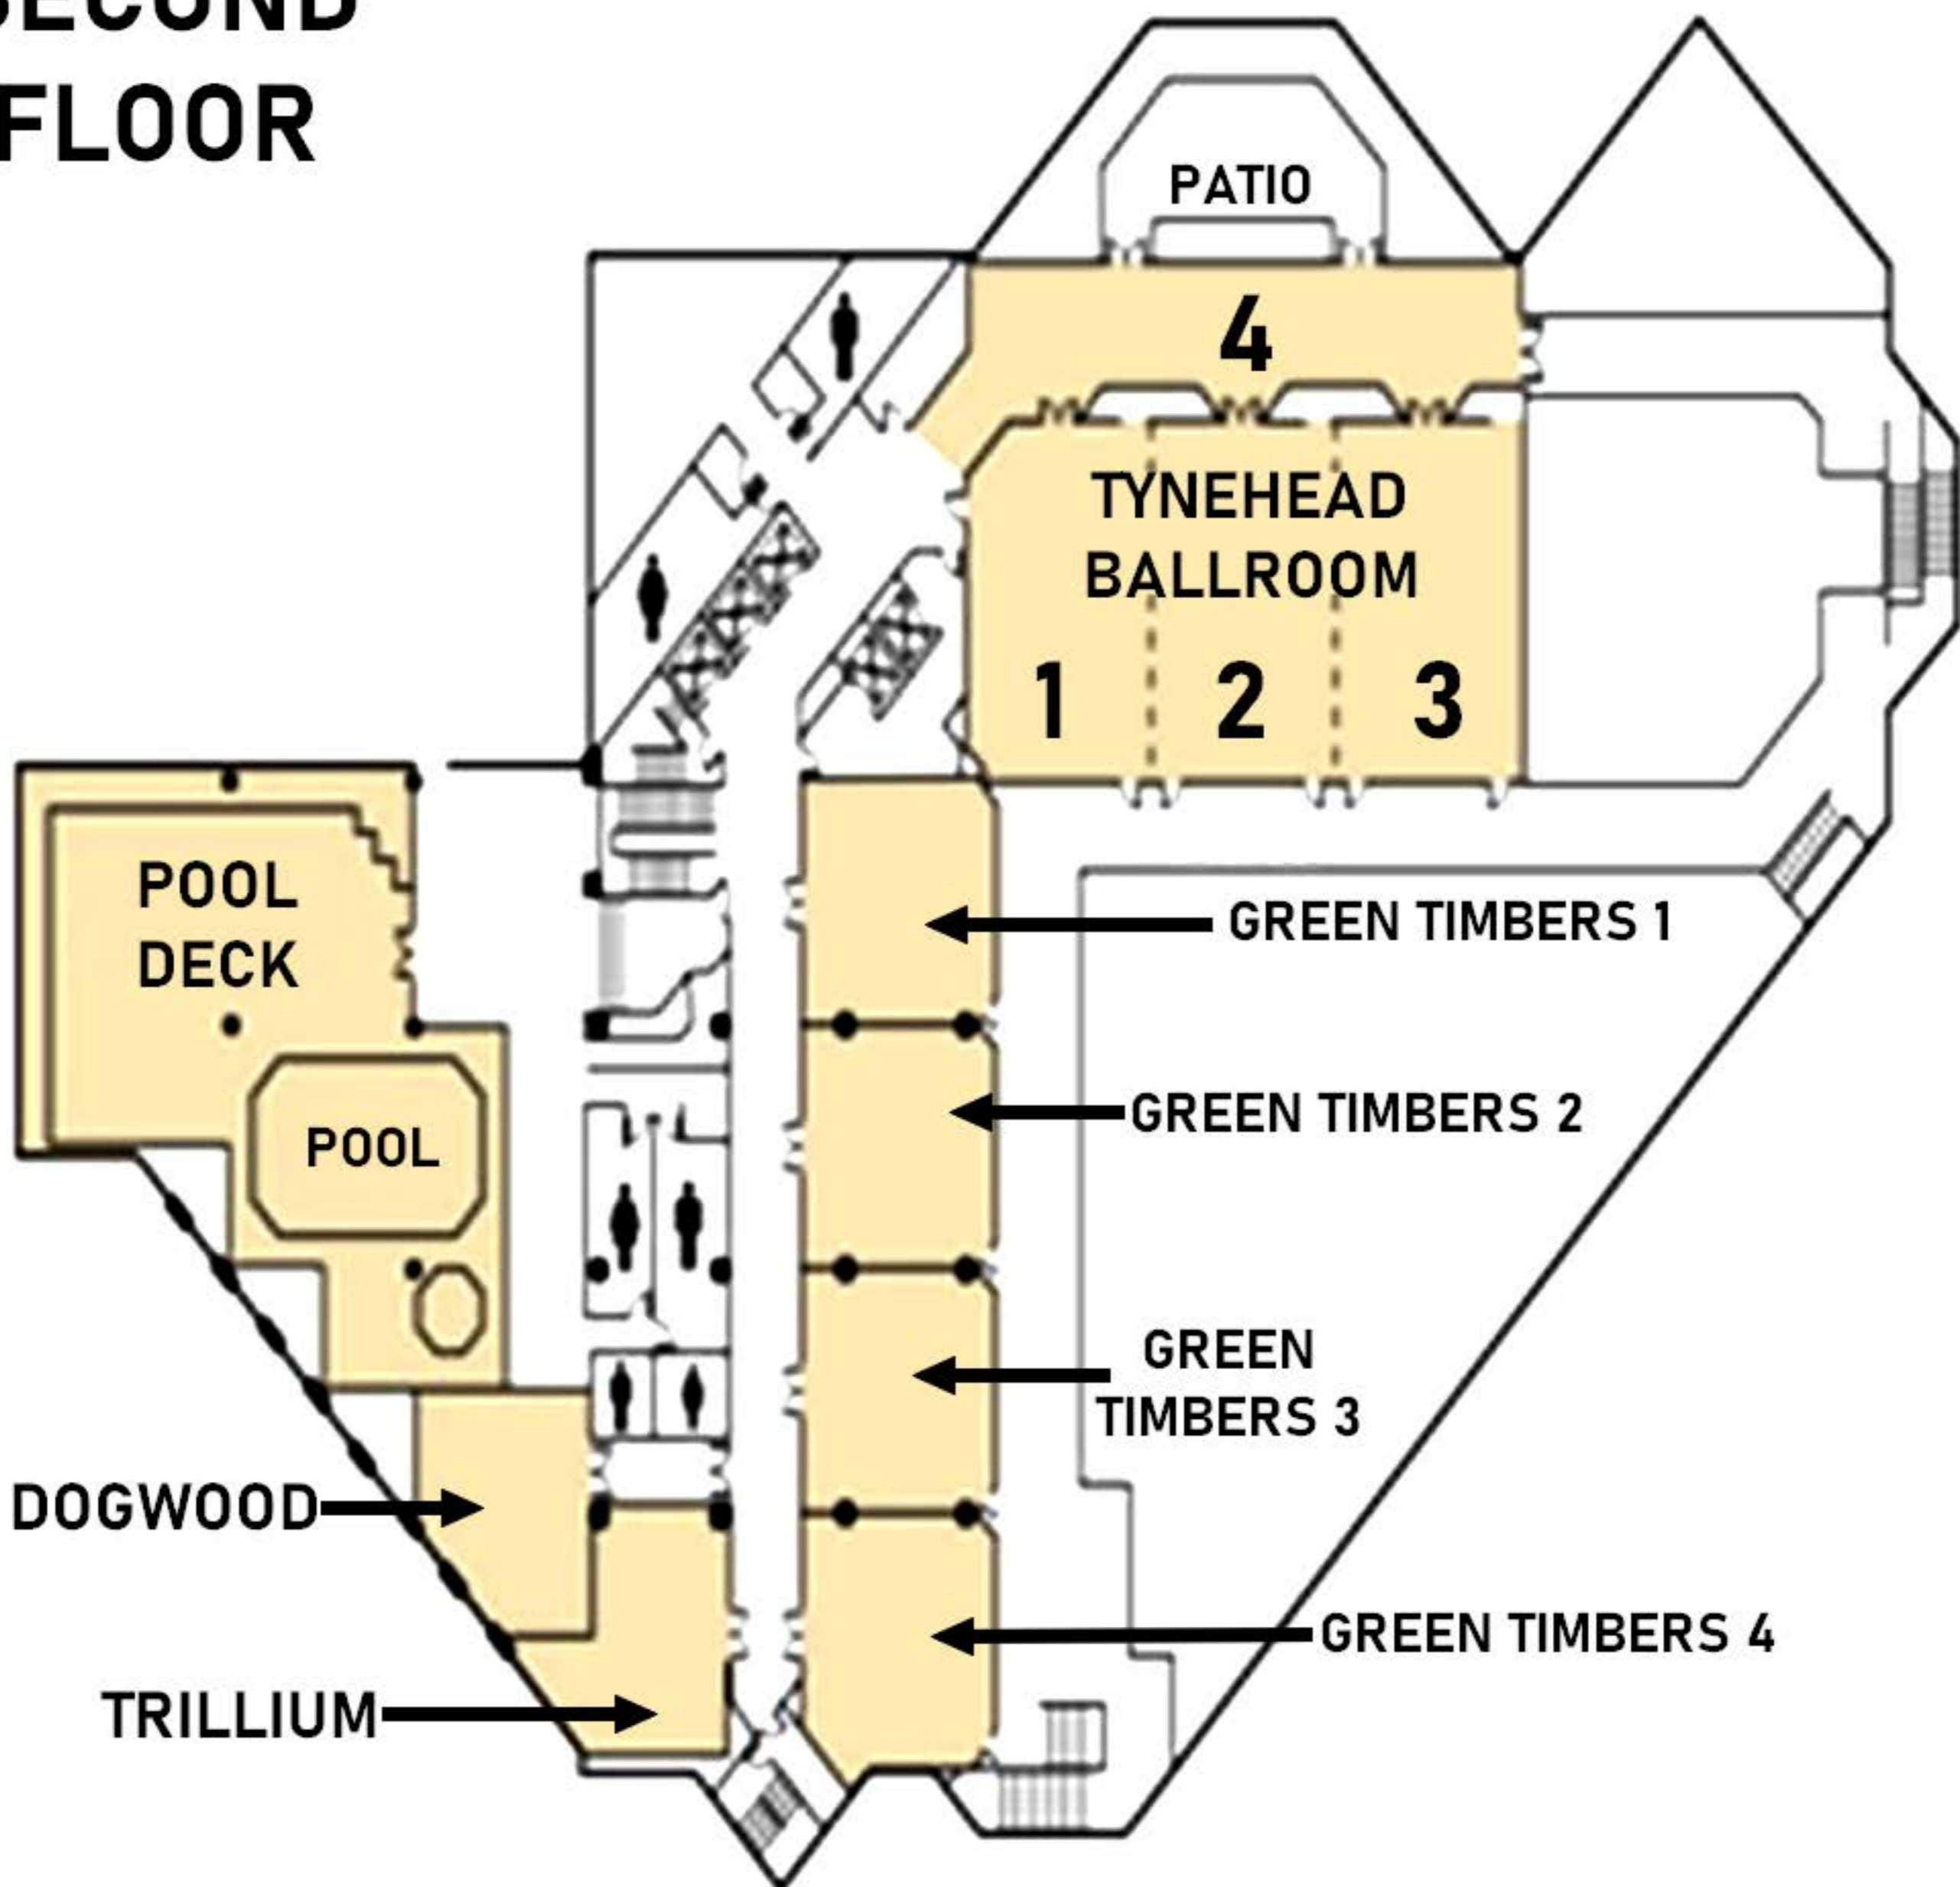 SECOND
FLOOR
PATIO
4
TYNEHEAD
BALLROOM
1 2 3
POOL
DECK
GREEN TIMBERS 1
GREEN TIMBERS 2
POOL
GREEN
TIMBERS 3
DOGWOOD
GREEN TIMBERS 4
TRILLIUM